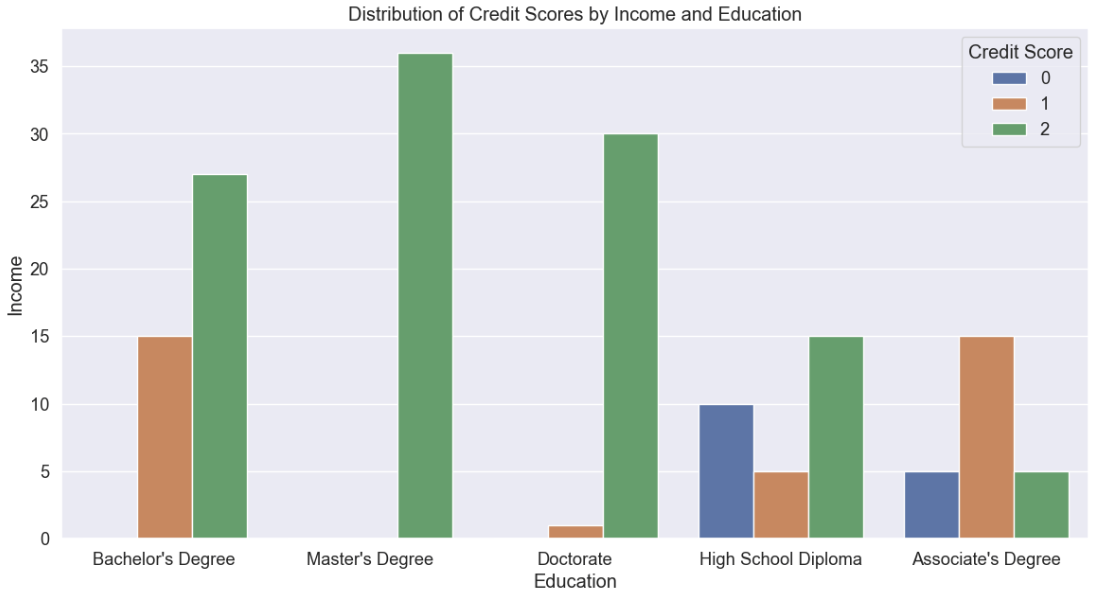 Distribution of Credit Scores by Income and Education
Credit Score
0
1
2
35
30
25
20
15
10
5
0
Income
Bachelor's Degree
Master's Degree
Doctorate
High School Diploma
Associate's Degree
Education